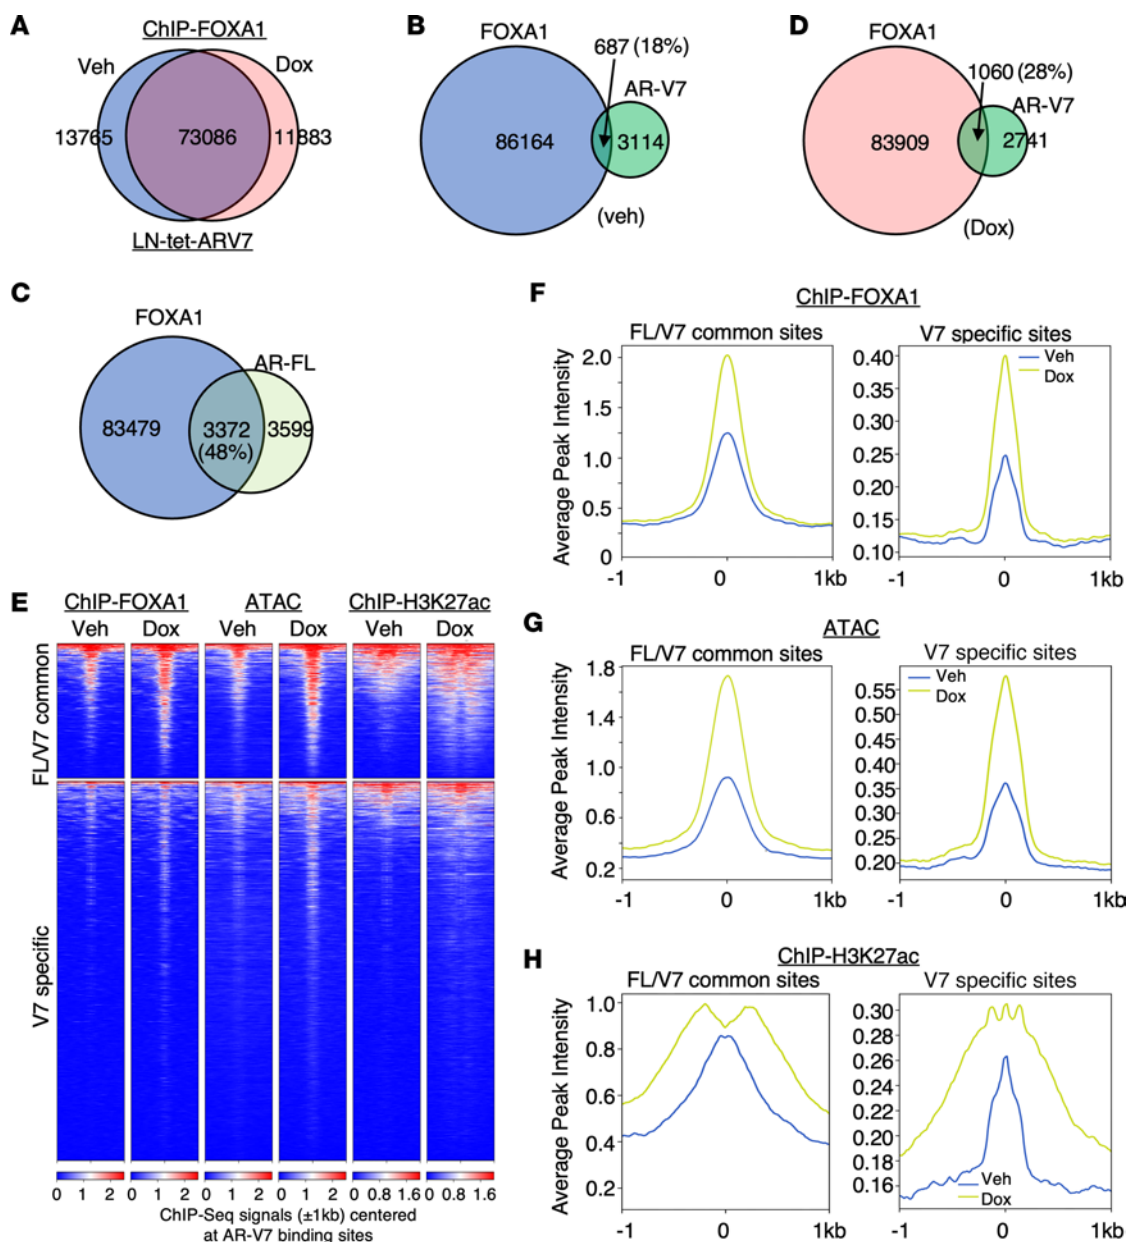 A
ChIP-FOXA1
Veh
Dox
13765
73086
11883
LN-tet-ARV7
B
FOXA1
687 (18%)
AR-V7
86164
3114
(veh)
D
FOXA1
1060 (28%)
AR-V7
83909
2741
(Dox)
C
FOXA1
AR-FL
83479
3372
(48%)
3599
E
ChIP-FOXA1 ATAC ChIP-H3K27ac
Veh Dox Veh Dox Veh Dox
FL/V7 common
V7 specific
0 1 2 0 1 2 0 1 2 0 1 2 0 0.8 1.6 0 0.8 1.6
ChIP-Seq signals (±1kb) centered
at AR-V7 binding sites
F
ChIP-FOXA1
FL/V7 common sites
Average Peak Intensity
2.0
1.5
1.0
0.5
0
-1 0 1kb
V7 specific sites
Veh
Dox
0.40
0.35
0.30
0.25
0.20
0.15
0.10
-1 0 1kb
G
ATAC
FL/V7 common sites
Average Peak Intensity
1.8
1.4
1.0
0.6
0.2
-1 0 1kb
V7 specific sites
Veh
Dox
0.55
0.50
0.45
0.40
0.35
0.30
0.25
0.20
-1 0 1kb
H
ChIP-H3K27ac
FL/V7 common sites
Average Peak Intensity
1.0
0.8
0.6
0.4
0.2
-1 0 1kb
V7 specific sites
0.30
0.28
0.26
0.24
0.22
0.20
0.18
0.16
Veh
Dox
-1 0 1kb